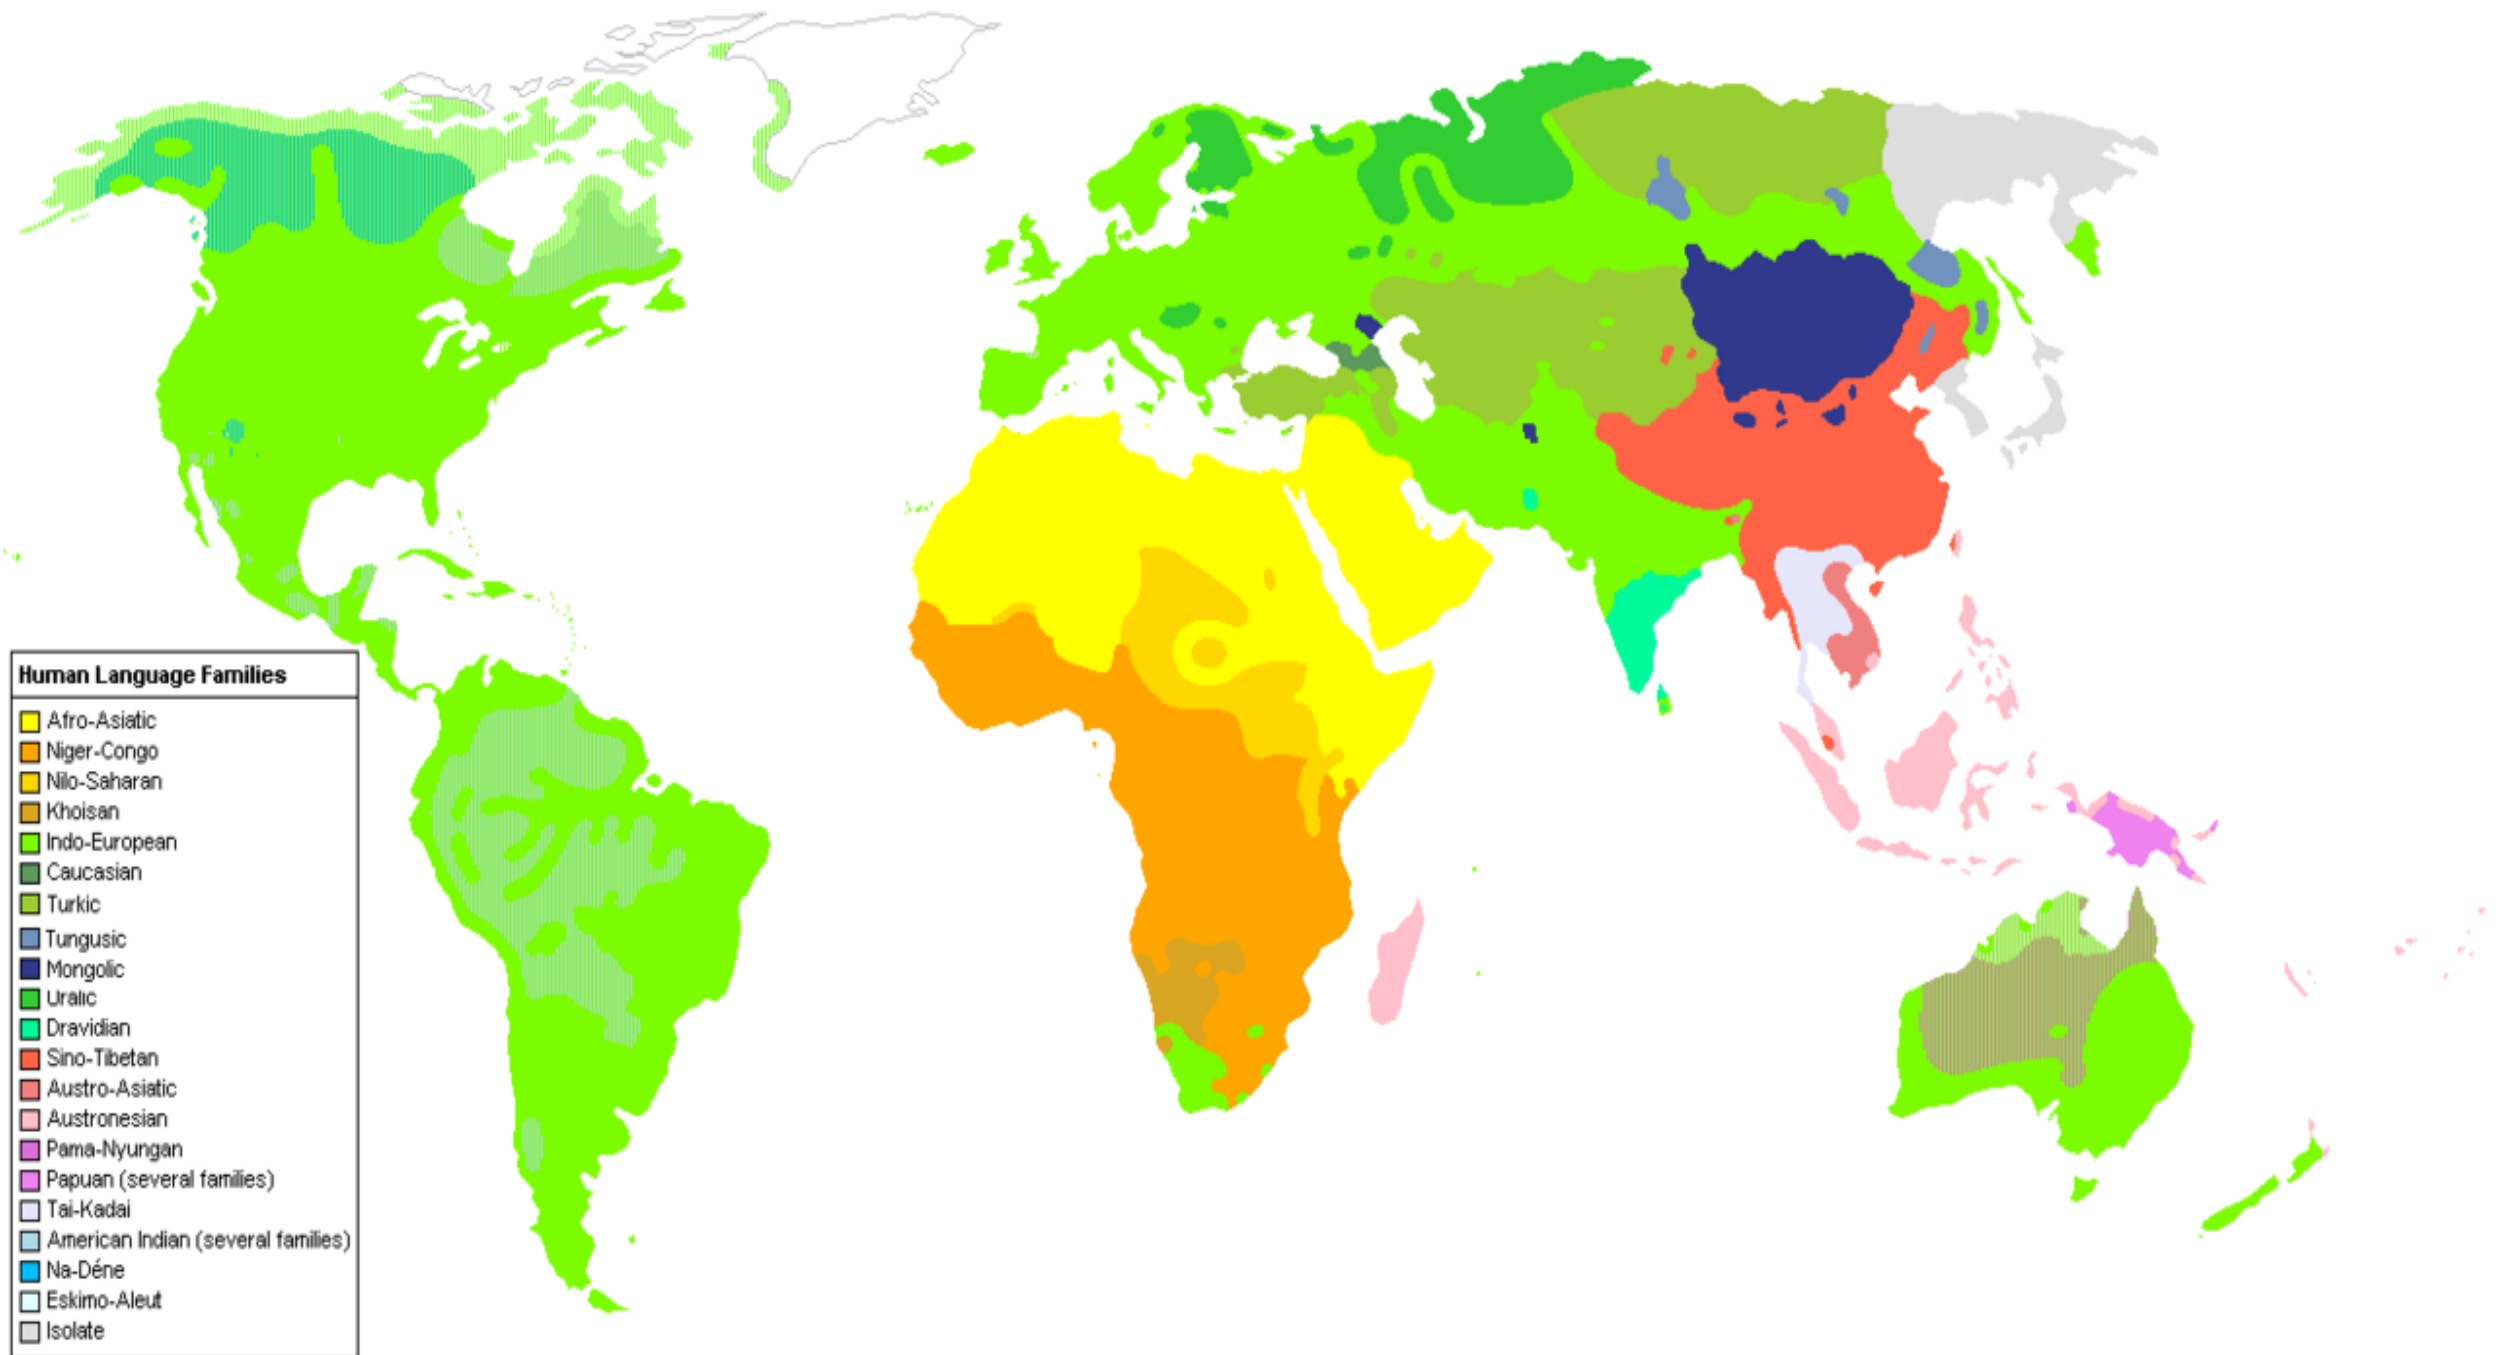 Human Language Families
Afro-Asiatic
Niger-Congo
Nilo-Saharan
Khoisan
Indo-European
Caucasian
Turkic
Tungusic
Mongolic
Uralic
Dravidian
Sino-Tibetan
Austro-Asiatic
Austronesian
Pama-Nyungan
Papuan (several families)
Tai-Kadai
American Indian (several families)
Na-Déne
Eskimo-Aleut
Isolate